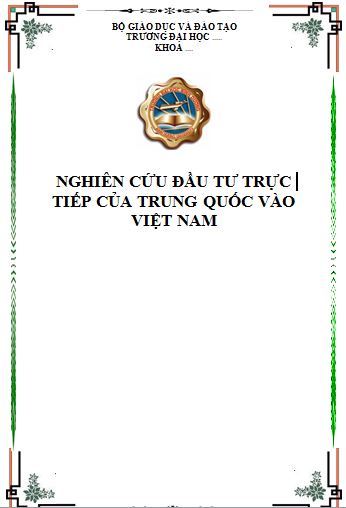 BỘ GIÁO DỤC VÀ ĐÀO TẠO
TRƯỜNG ĐẠI HỌC .....
KHOA ....
NGHIÊN CỨU ĐẦU TƯ TRỰC
TIẾP CỦA TRUNG QUỐC VÀO
VIỆT NAM